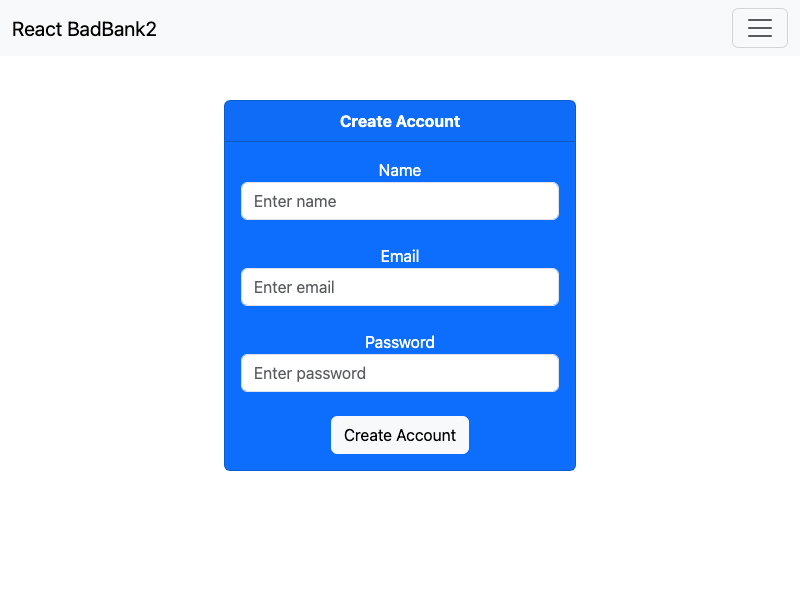 React BadBank2
Create Account
Name
Enter name
Email
Enter email
Password
Enter password
Create Account